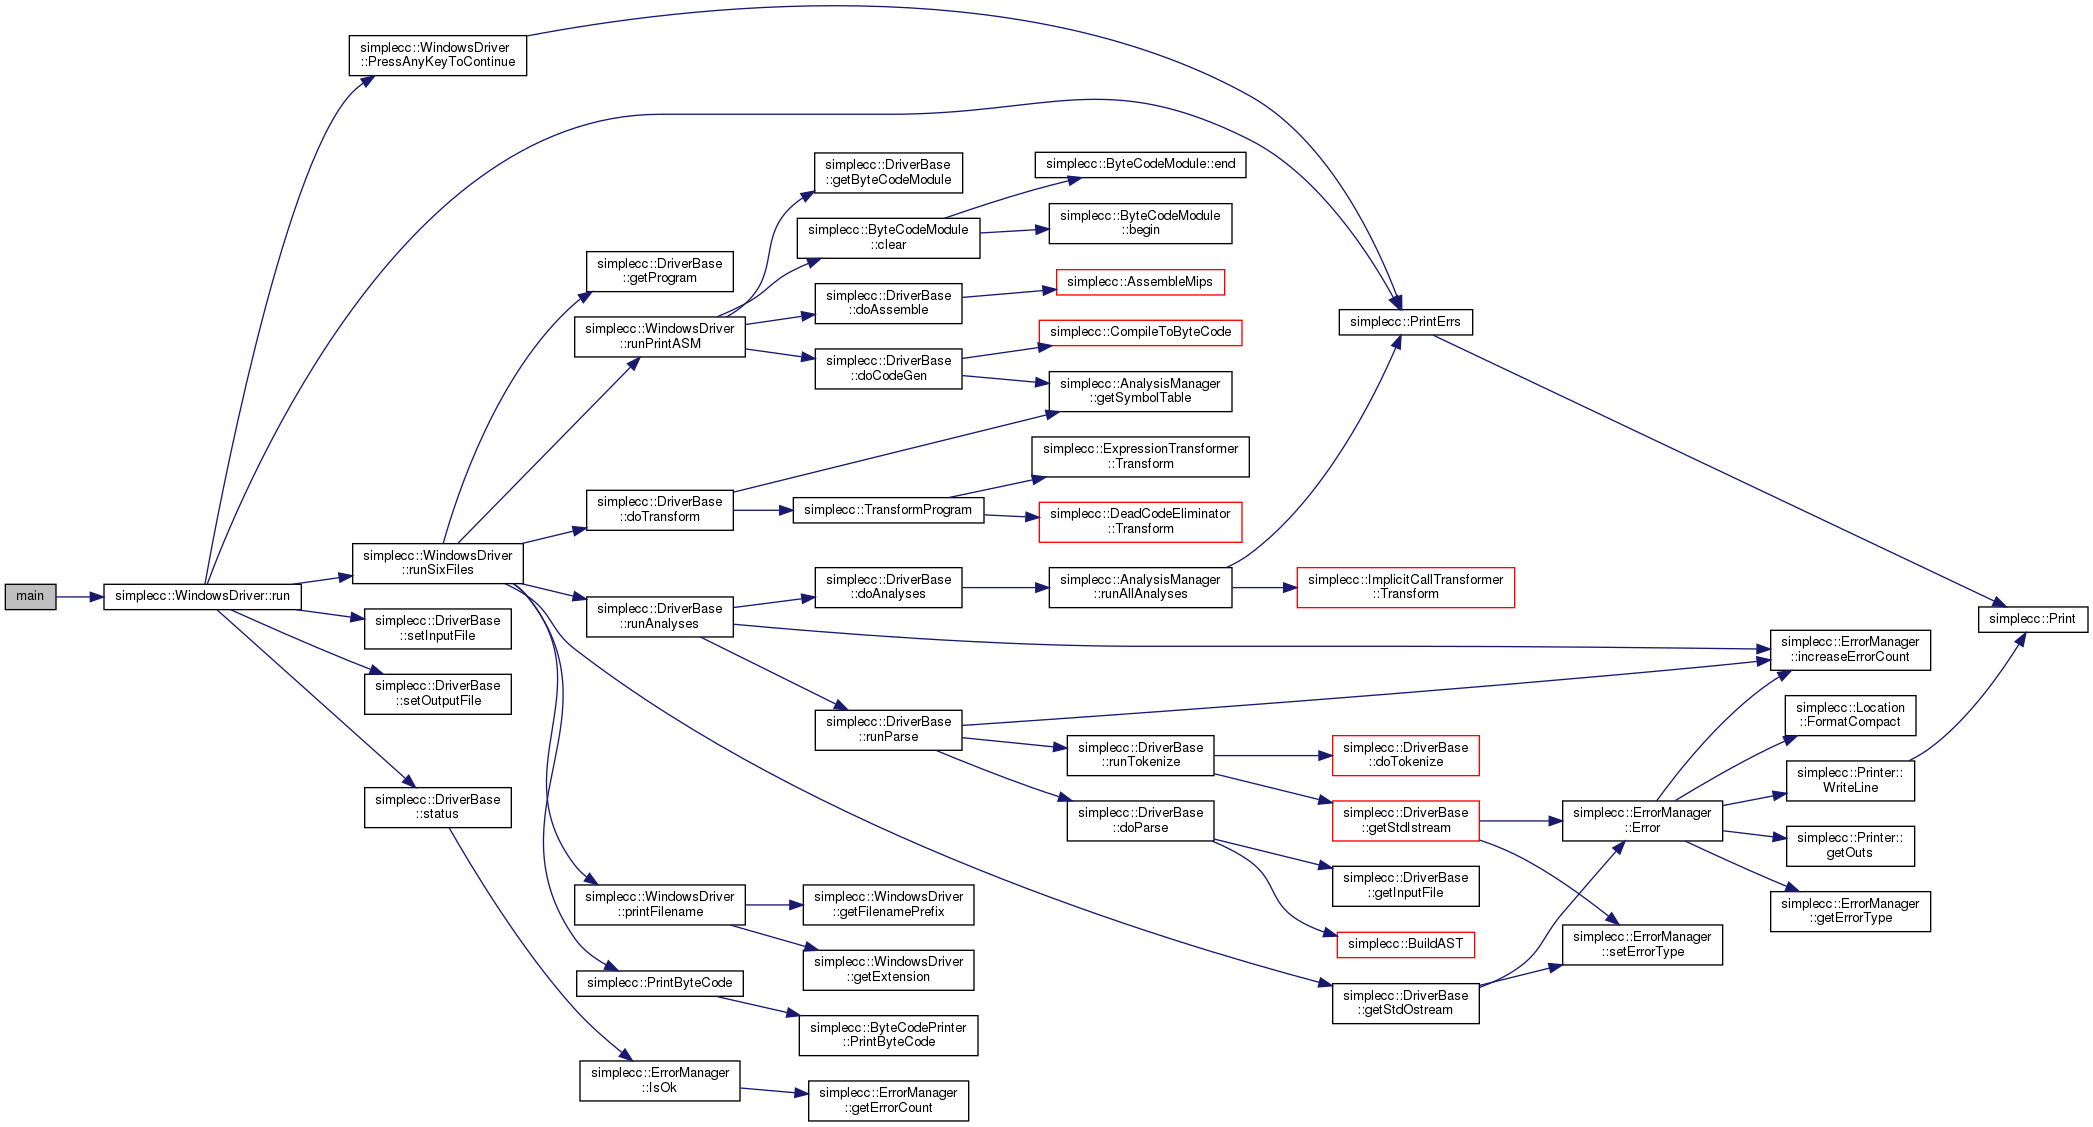 main
simplecc::WindowsDriver::run
simplecc::WindowsDriver
::PressAnyKeyToContinue
simplecc::WindowsDriver
::runSixFiles
simplecc::DriverBase
::setInputFile
simplecc::DriverBase
::setOutputFile
simplecc::DriverBase
::status
simplecc::DriverBase
::getProgram
simplecc::WindowsDriver
::runPrintASM
simplecc::DriverBase
::doTransform
simplecc::DriverBase
::runAnalyses
simplecc::WindowsDriver
::printFilename
simplecc::PrintByteCode
simplecc::ErrorManager
::IsOk
simplecc::DriverBase
::getByteCodeModule
simplecc::ByteCodeModule
::clear
simplecc::DriverBase
::doAssemble
simplecc::DriverBase
::doCodeGen
simplecc::TransformProgram
simplecc::DriverBase
::doAnalyses
simplecc::DriverBase
::runParse
simplecc::WindowsDriver
::getFilenamePrefix
simplecc::WindowsDriver
::getExtension
simplecc::ByteCodePrinter
::PrintByteCode
simplecc::ErrorManager
::getErrorCount
simplecc::ByteCodeModule::end
simplecc::ByteCodeModule
::begin
simplecc::AssembleMips
simplecc::CompileToByteCode
simplecc::AnalysisManager
::getSymbolTable
simplecc::ExpressionTransformer
::Transform
simplecc::DeadCodeEliminator
::Transform
simplecc::AnalysisManager
::runAllAnalyses
simplecc::DriverBase
::runTokenize
simplecc::DriverBase
::doParse
simplecc::PrintErrs
simplecc::ImplicitCallTransformer
::Transform
simplecc::DriverBase
::doTokenize
simplecc::DriverBase
::getStdIstream
simplecc::DriverBase
::getInputFile
simplecc::BuildAST
simplecc::DriverBase
::getStdOstream
simplecc::ErrorManager
::Error
simplecc::ErrorManager
::setErrorType
simplecc::ErrorManager
::increaseErrorCount
simplecc::Location
::FormatCompact
simplecc::Printer::
WriteLine
simplecc::Printer::
getOuts
simplecc::ErrorManager
::getErrorType
simplecc::Print